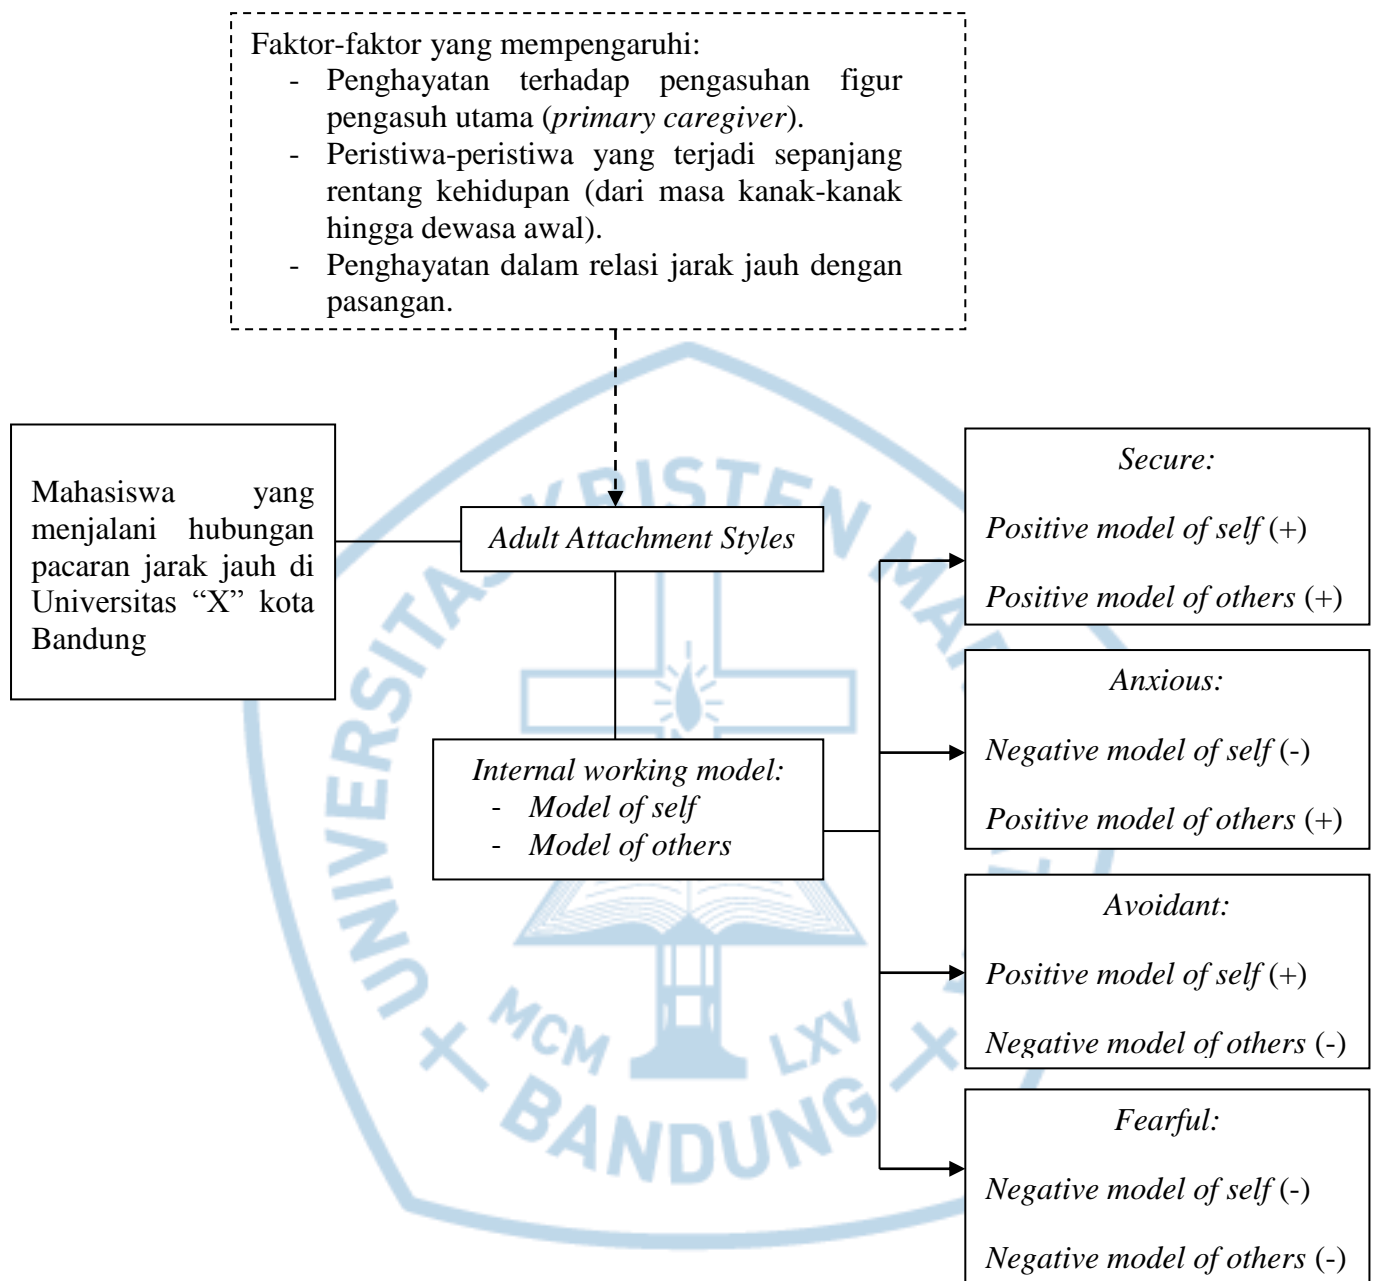 Faktor-faktor yang mempengaruhi:
- Penghayatan terhadap pengasuhan figur
pengasuh utama (primary caregiver).
- Peristiwa-peristiwa yang terjadi sepanjang
rentang kehidupan (dari masa kanak-kanak
hingga dewasa awal).
- Penghayatan dalam relasi jarak jauh dengan
pasangan.
Mahasiswa yang
menjalani hubungan
pacaran jarak jauh di
Universitas “X” kota
Bandung
Adult Attachment Styles
Internal working model:
- Model of self
- Model of others
Secure:
Positive model of self (+)
Positive model of others (+)
Anxious:
Negative model of self (-)
Positive model of others (+)
Avoidant:
Positive model of self (+)
Negative model of others (-)
Fearful:
Negative model of self (-)
Negative model of others (-)
UNIVERSITAS KRISTEN MA
MCM LXV
BANDUNG